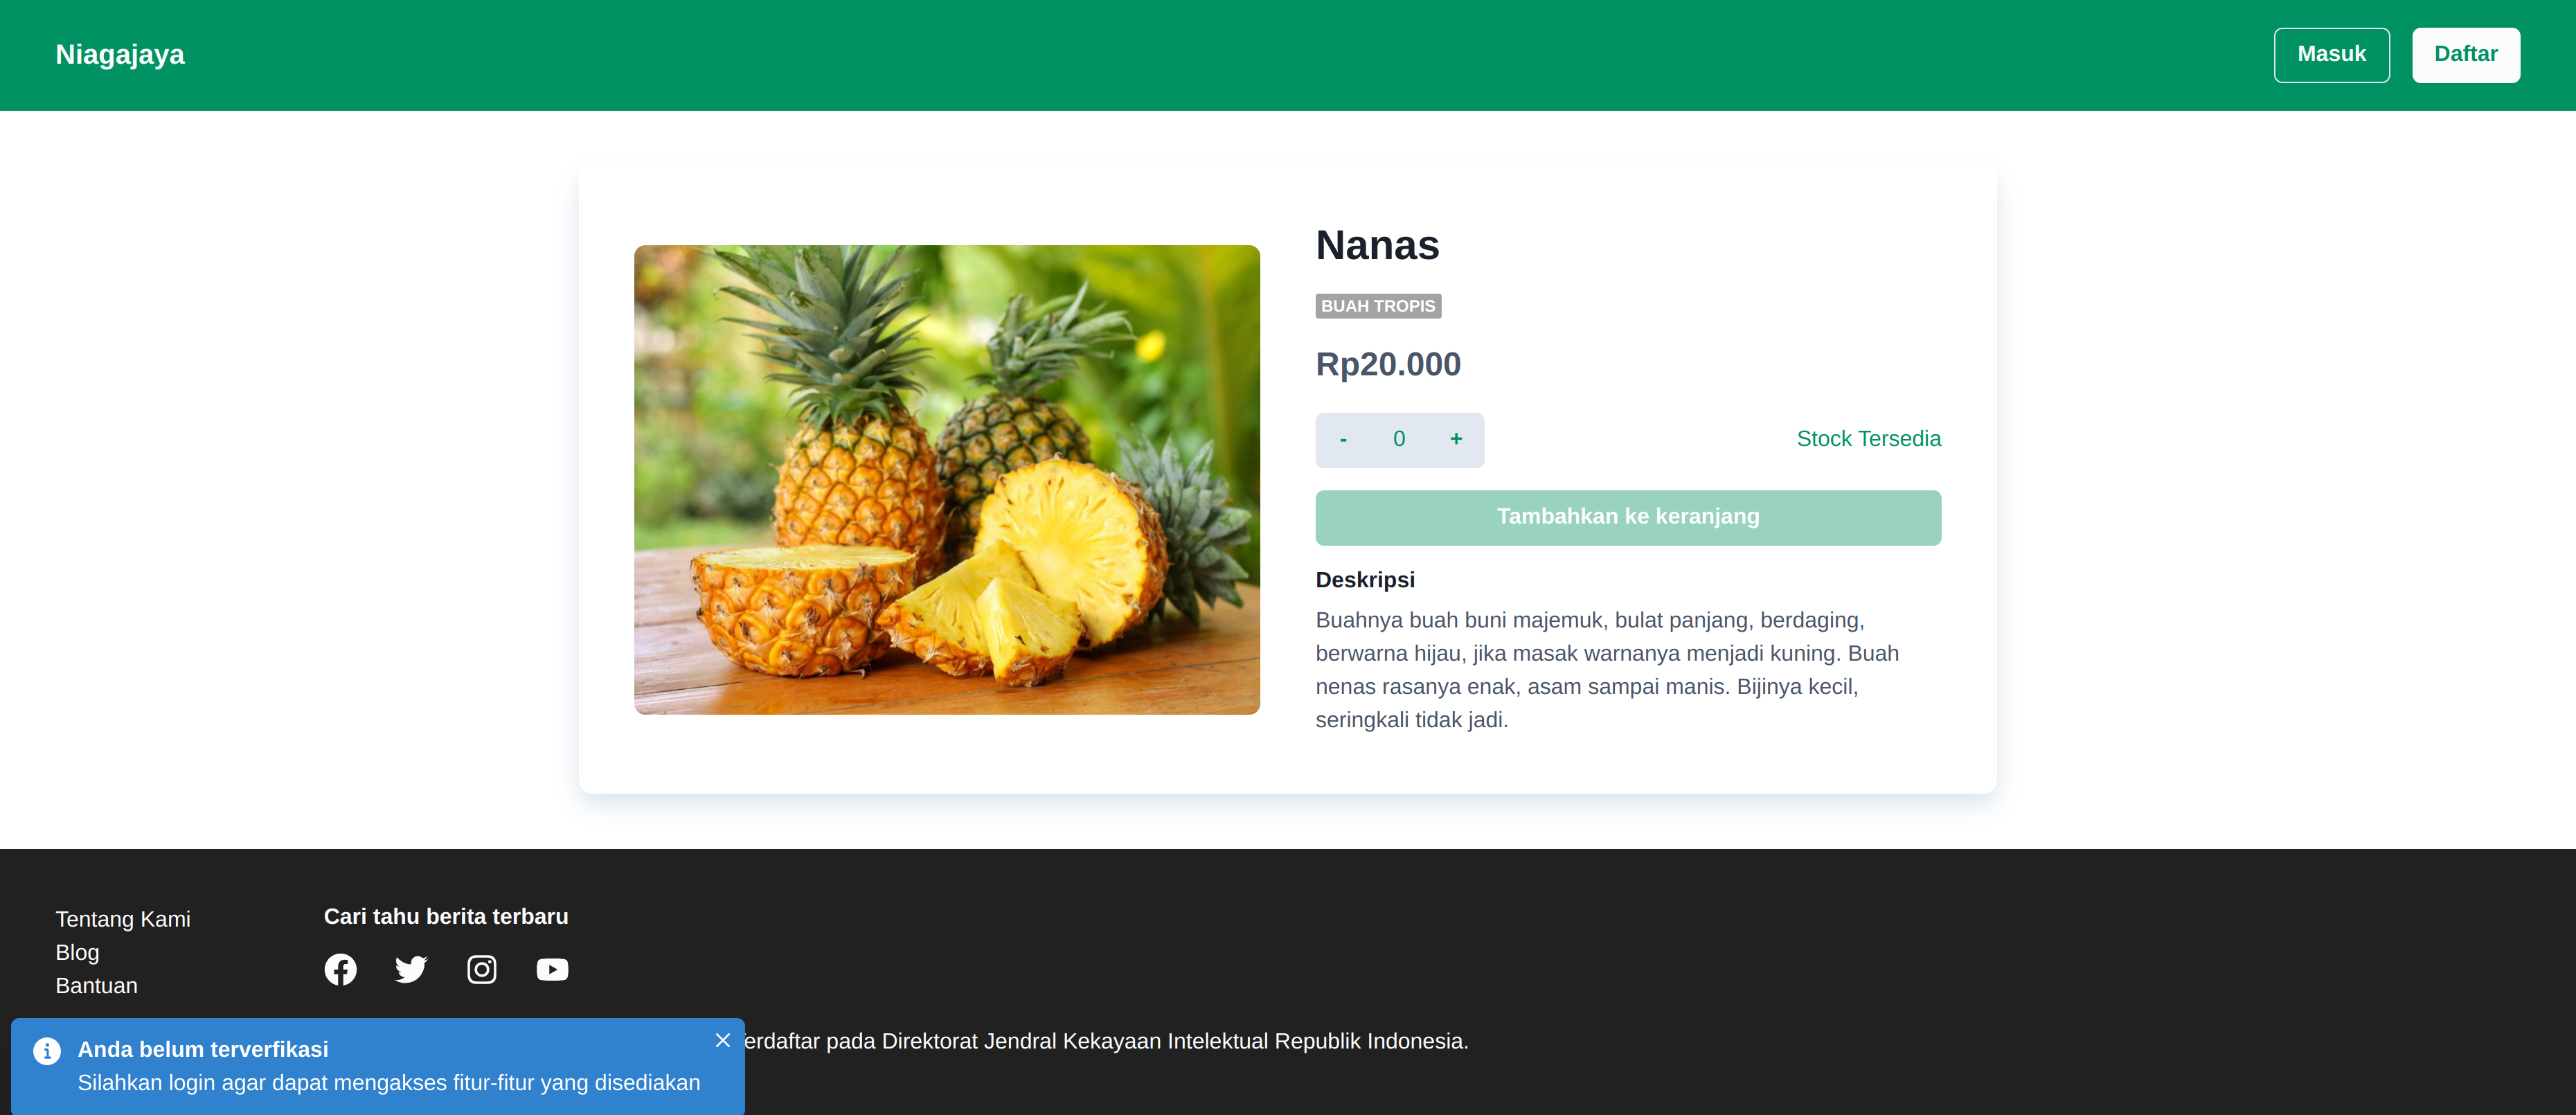 Niagajaya
Masuk
Daftar
Nanas
BUAH TROPIS
Rp20.000
- 0 +
Stock Tersedia
Tambahkan ke keranjang
Deskripsi
Buahnya buah buni majemuk, bulat panjang, berdaging,
berwarna hijau, jika masak warnanya menjadi kuning. Buah
nenas rasanya enak, asam sampai manis. Bijinya kecil,
seringkali tidak jadi.
Tentang Kami
Blog
Bantuan
Cari tahu berita terbaru
pada Direktorat Jendral Kekayaan Intelektual Republik Indonesia.
Anda belum terverfikasi
Silahkan login agar dapat mengakses fitur-fitur yang disediakan